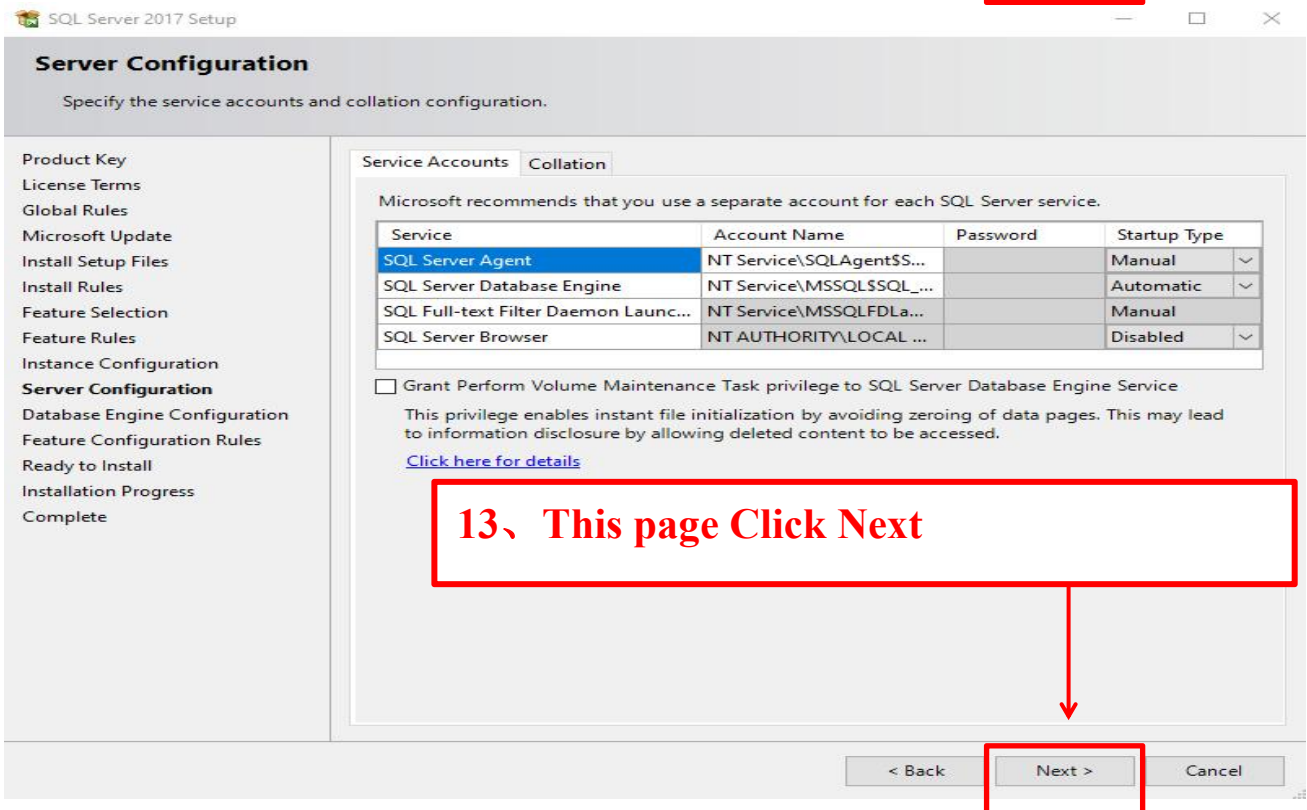 SQL Server 2017 Setup
Server Configuration
Specify the service accounts and collation configuration.
Product Key
License Terms
Global Rules
Microsoft Update
Install Setup Files
Install Rules
Feature Selection
Feature Rules
Instance Configuration
Server Configuration
Database Engine Configuration
Feature Configuration Rules
Ready to Install
Installation Progress
Complete
Service Accounts Collation
Microsoft recommends that you use a separate account for each SQL Server service.
Service Account Name Password Startup Type
SQL Server Agent NT Service\SQLAgent$S... Manual
SQL Server Database Engine NT Service\MSSQL$SQL_... Automatic
SQL Full-text Filter Daemon Launc... NT Service\MSSQLFDLa... Manual
SQL Server Browser NT AUTHORITY\LOCAL ... Disabled
Grant Perform Volume Maintenance Task privilege to SQL Server Database Engine Service
This privilege enables instant file initialization by avoiding zeroing of data pages. This may lead
to information disclosure by allowing deleted content to be accessed.
Click here for details
13、This page Click Next
< Back Next > Cancel